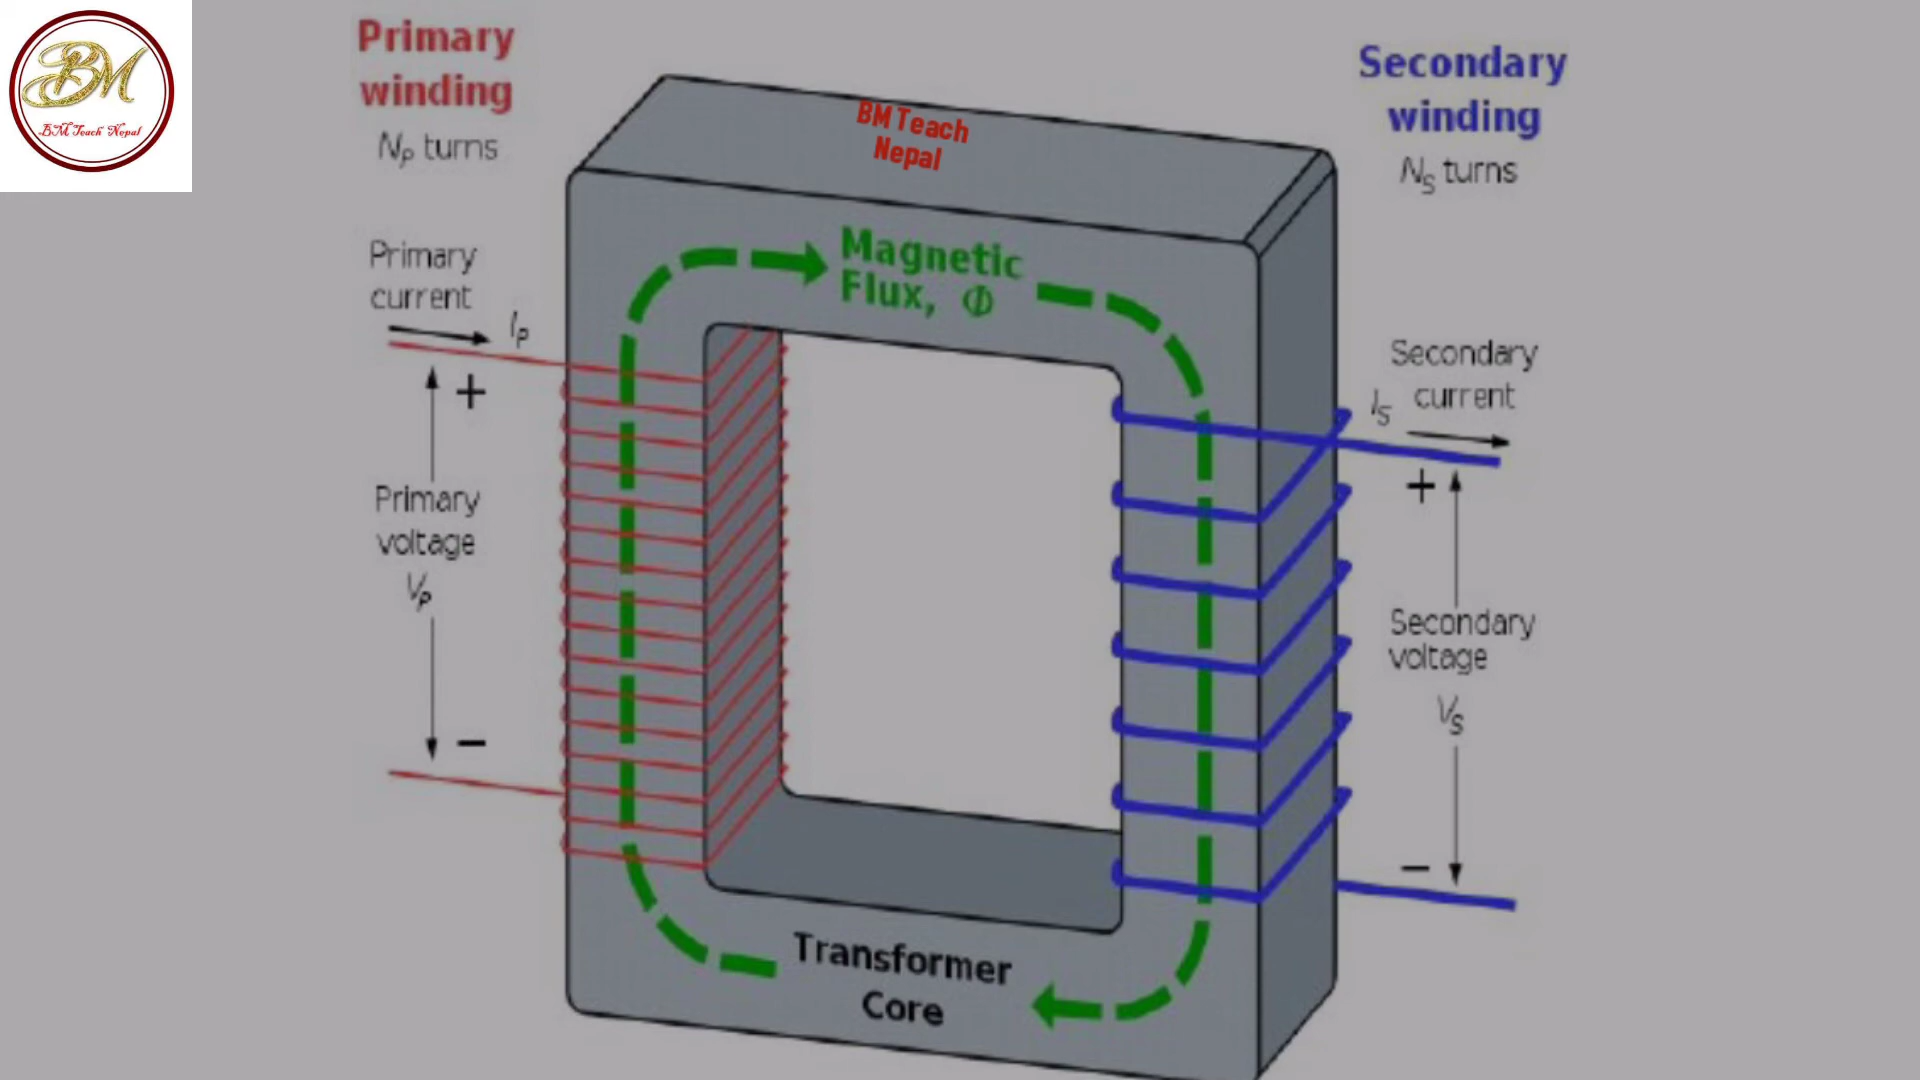 BM
BM Teach Nepal
Primary
winding
Nₚ turns
Secondary
winding
Nₛ turns
BM Teach
Nepal
Magnetic
Flux, Φ
Primary
current
Iₚ
+
Primary
voltage
Vₚ
−
Secondary
current
Iₛ
+
Secondary
voltage
Vₛ
−
Transformer
Core